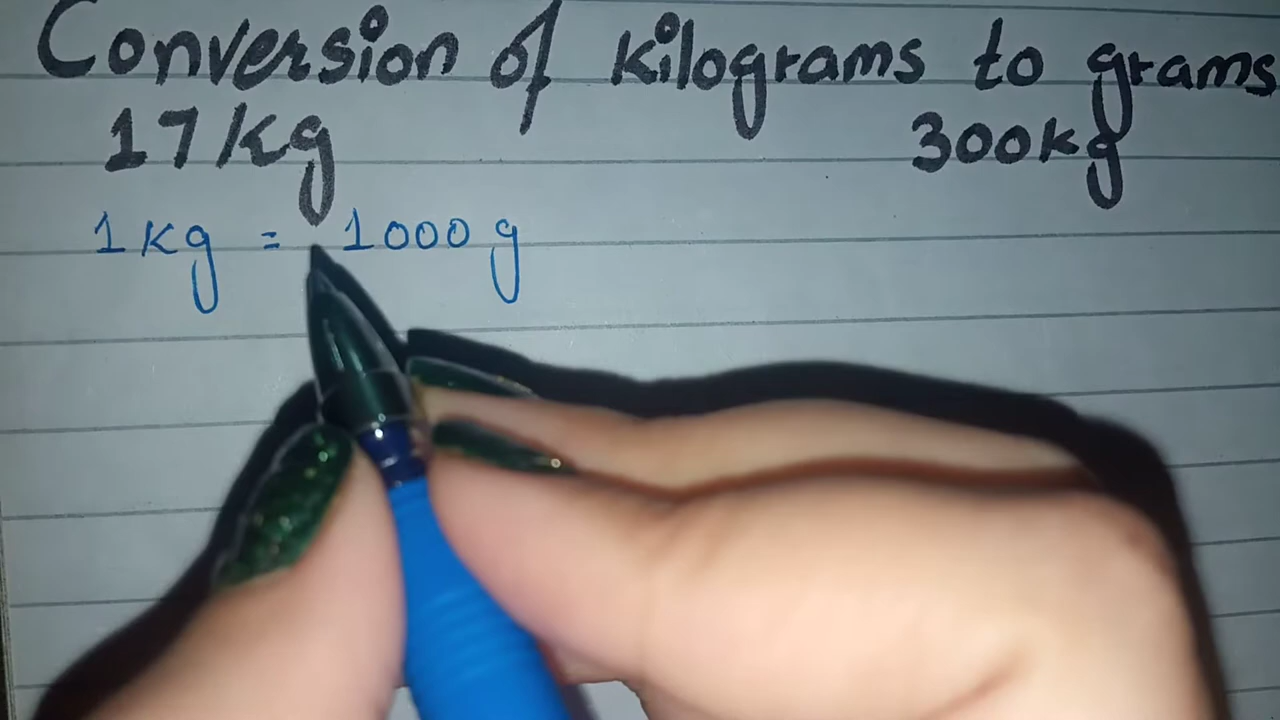 Conversion of kilograms to grams
17kg 300kg
1kg = 1000g